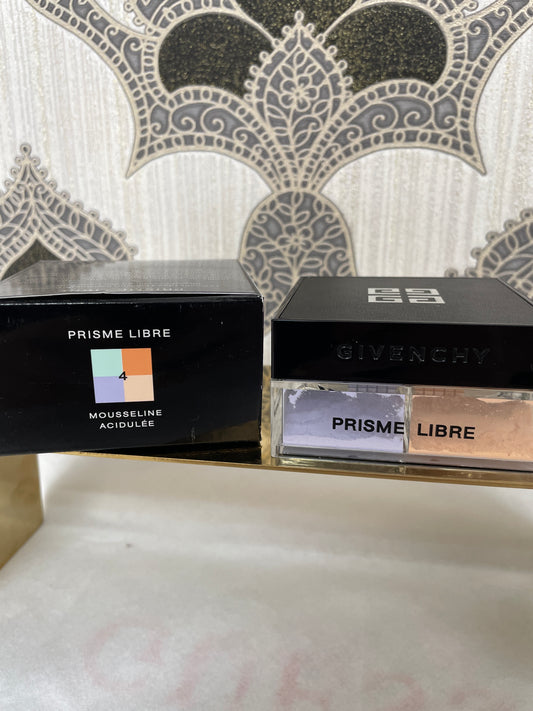 PRISME LIBRE
4
MOUSSELINE
ACIDULÉE
GIVENCHY
PRISME LIBRE